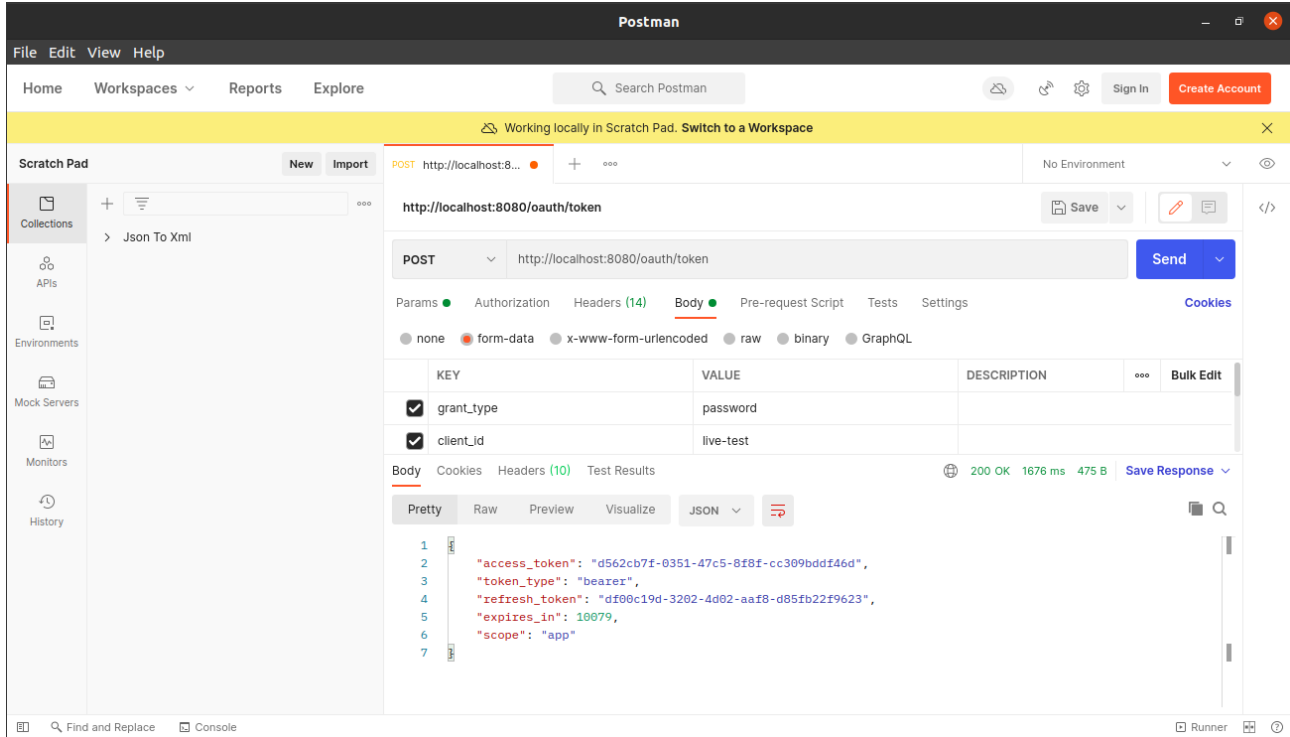 Postman
File Edit View Help
Home Workspaces Reports Explore Search Postman Sign In Create Account
Working locally in Scratch Pad. Switch to a Workspace
Scratch Pad New Import POST http://localhost:8... No Environment
Collections
Json To Xml
APIs
Environments
Mock Servers
Monitors
History
http://localhost:8080/oauth/token Save
POST http://localhost:8080/oauth/token Send
Params Authorization Headers (14) Body Pre-request Script Tests Settings Cookies
none form-data x-www-form-urlencoded raw binary GraphQL
KEY VALUE DESCRIPTION Bulk Edit
grant_type password
client_id live-test
Body Cookies Headers (10) Test Results 200 OK 1676 ms 475 B Save Response
Pretty Raw Preview Visualize JSON
1 {
2 "access_token": "d562cb7f-0351-47c5-8f8f-cc309bddf46d",
3 "token_type": "bearer",
4 "refresh_token": "df00c19d-3202-4d02-aaf8-d85fb22f9623",
5 "expires_in": 10079,
6 "scope": "app"
7 }
Find and Replace Console Runner